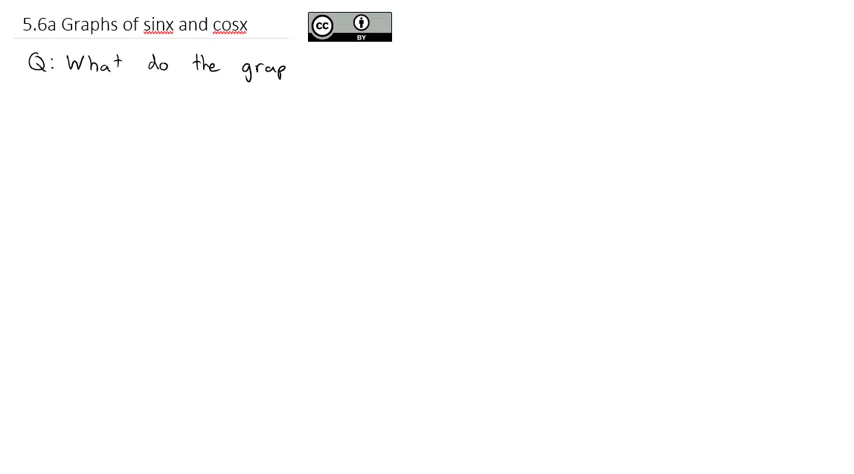 5.6a Graphs of sinx and cosx
cc BY
Q: What do the grap